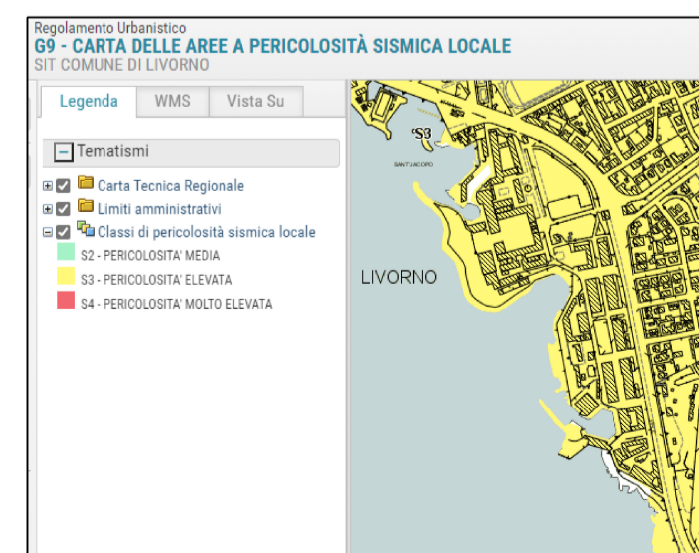 Regolamento Urbanistico
G9 - CARTA DELLE AREE A PERICOLOSITÀ SISMICA LOCALE
SIT COMUNE DI LIVORNO
Legenda WMS Vista Su
Tematismi
Carta Tecnica Regionale
Limiti amministrativi
Classi di pericolosità sismica locale
S2 - PERICOLOSITA' MEDIA
S3 - PERICOLOSITA' ELEVATA
S4 - PERICOLOSITA' MOLTO ELEVATA
S3
SANT'JACOPO
LIVORNO